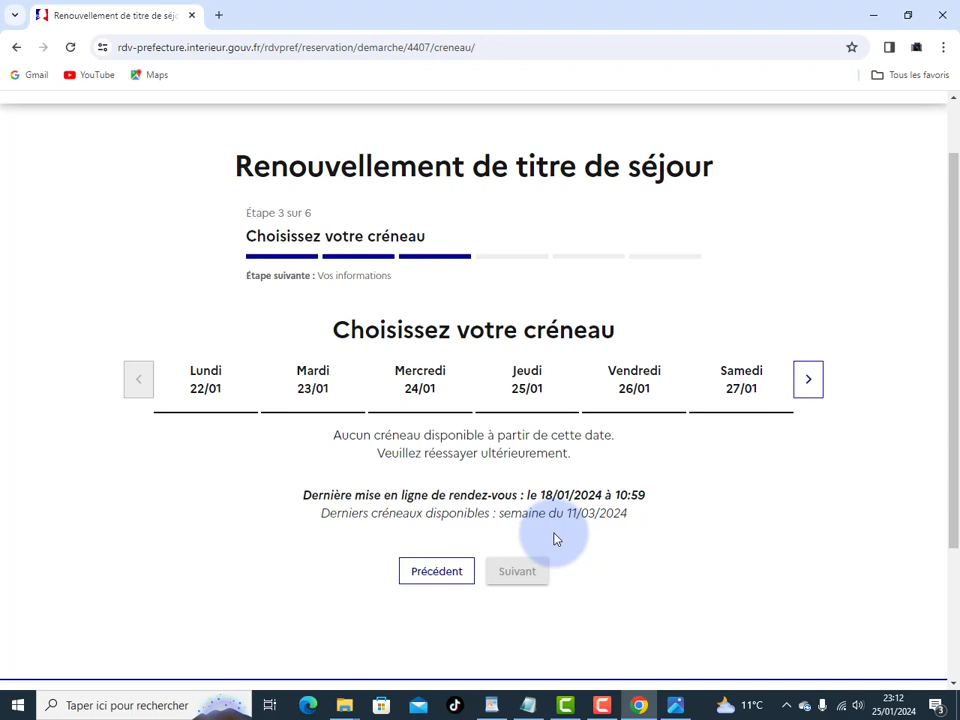 Renouvellement de titre de séjo
rdv-prefecture.interieur.gouv.fr/rdvpref/reservation/demarche/4407/creneau/
Gmail
YouTube
Maps
Tous les favoris
Renouvellement de titre de séjour
Étape 3 sur 6
Choisissez votre créneau
Étape suivante : Vos informations
Choisissez votre créneau
Lundi Mardi Mercredi Jeudi Vendredi Samedi
22/01 23/01 24/01 25/01 26/01 27/01
Aucun créneau disponible à partir de cette date.
Veuillez réessayer ultérieurement.
Dernière mise en ligne de rendez-vous : le 18/01/2024 à 10:59
Derniers créneaux disponibles : semaine du 11/03/2024
Précédent
Suivant
Taper ici pour rechercher
11°C
23:12
25/01/2024
3